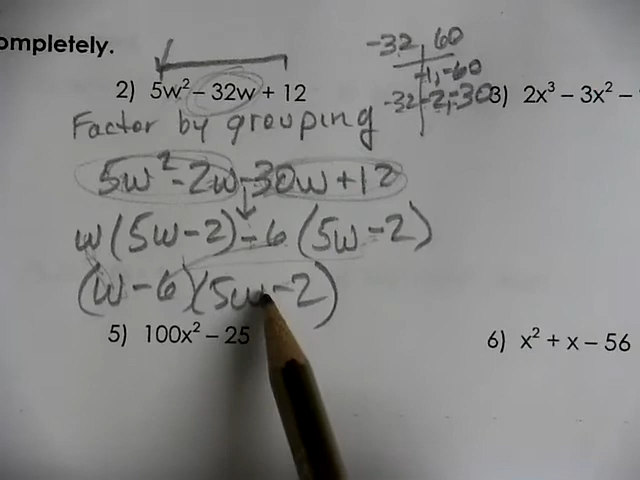 ompletely.
-32, 60
-1, -60
-32 -2, -30
2) 5w² – 32w + 12
3) 2x³ – 3x² –
Factor by grouping
5w² - 2w - 30w + 12
w(5w - 2) - 6(5w - 2)
(w - 6)(5w - 2)
5) 100x² – 25
6) x² + x – 56